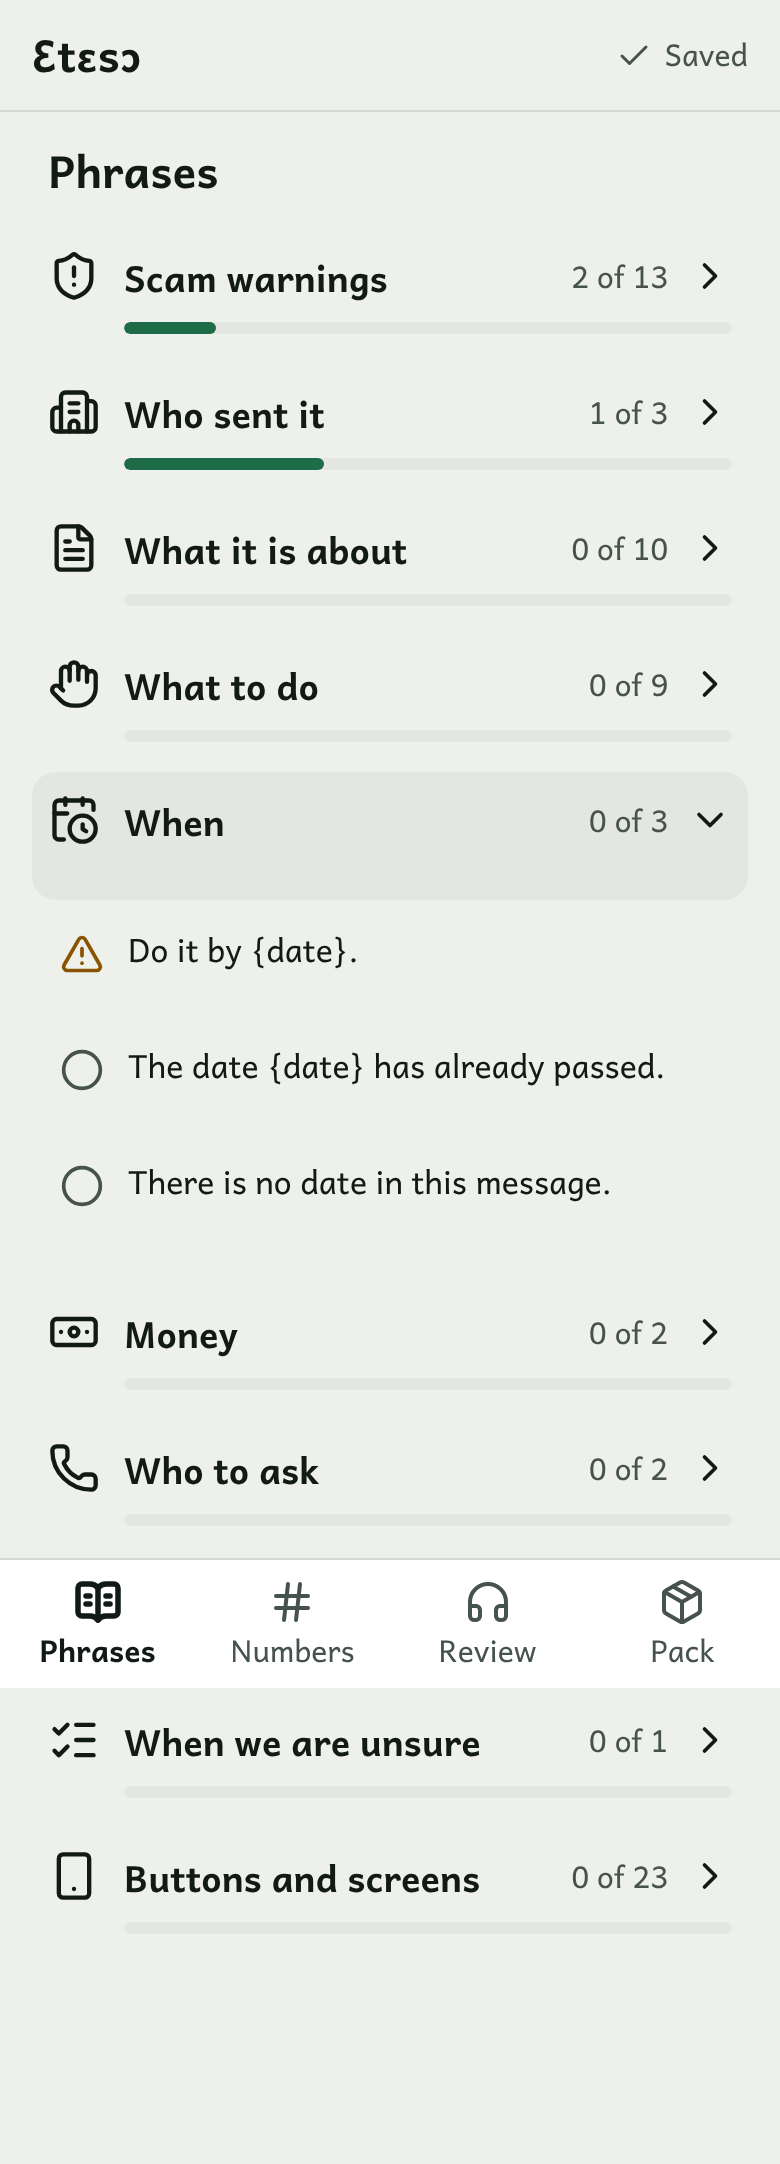 Ɛtɛsɔ
Saved
Phrases
Scam warnings 2 of 13
Who sent it 1 of 3
What it is about 0 of 10
What to do 0 of 9
When 0 of 3
Do it by {date}.
The date {date} has already passed.
There is no date in this message.
Money 0 of 2
Who to ask 0 of 2
Phrases Numbers Review Pack
When we are unsure 0 of 1
Buttons and screens 0 of 23